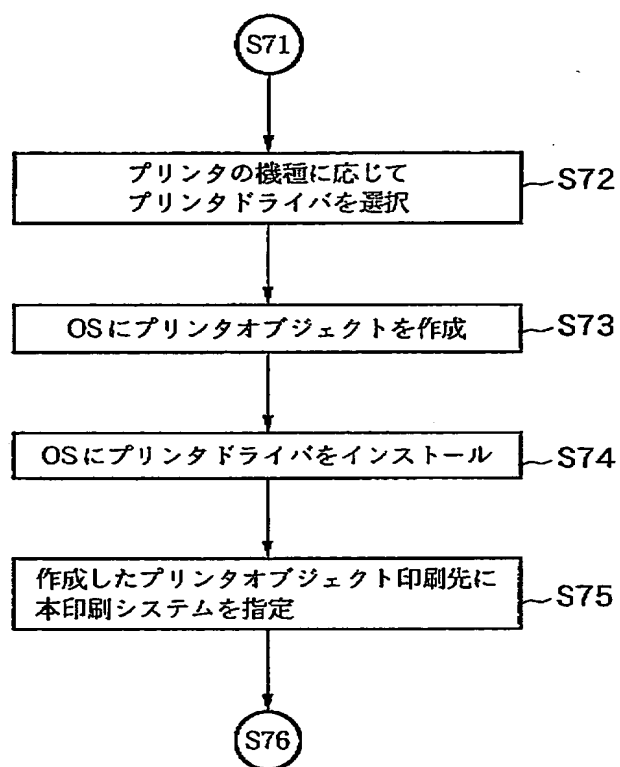 S71
プリンタの機種に応じて
プリンタドライバを選択
S72
OSにプリンタオブジェクトを作成
S73
OSにプリンタドライバをインストール
S74
作成したプリンタオブジェクト印刷先に
本印刷システムを指定
S75
S76